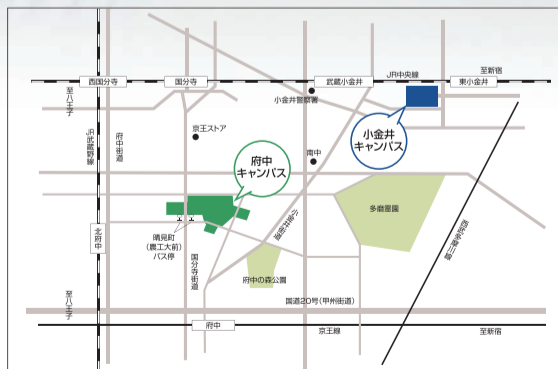 至新宿
JR中央線
西国分寺
国分寺
武蔵小金井
東小金井
至八王子
小金井警察署
JR武蔵野線
府中街道
京王ストア
小金井
キャンパス
府中
キャンパス
南中
多磨霊園
小金井街道
西武多摩川線
晴見町
(農工大前)
バス停
北府中
国分寺街道
府中の森公園
至八王子
国道20号(甲州街道)
府中
京王線
至新宿